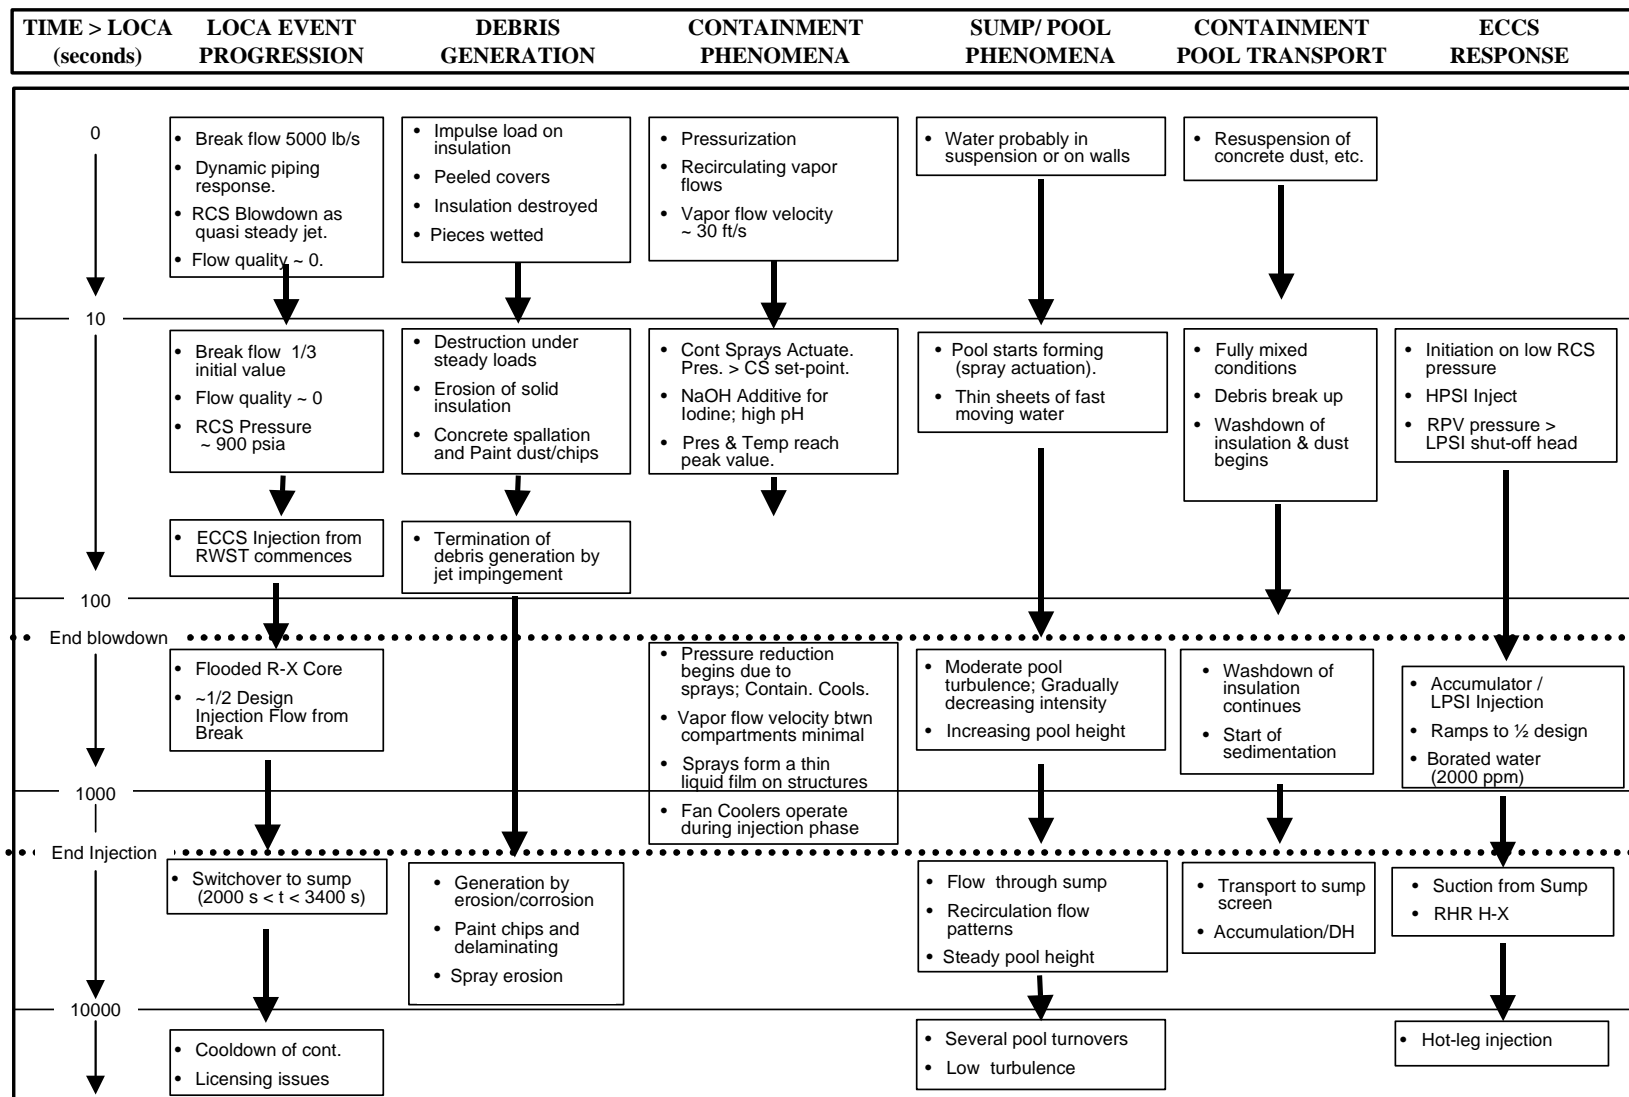 TIME > LOCA
(seconds)
LOCA EVENT
PROGRESSION
DEBRIS
GENERATION
CONTAINMENT
PHENOMENA
SUMP/ POOL
PHENOMENA
CONTAINMENT
POOL TRANSPORT
ECCS
RESPONSE
0
• Break flow 5000 lb/s
• Dynamic piping
response.
• RCS Blowdown as
quasi steady jet.
• Flow quality ~ 0.
• Impulse load on
insulation
• Peeled covers
• Insulation destroyed
• Pieces wetted
• Pressurization
• Recirculating vapor
flows
• Vapor flow velocity
~ 30 ft/s
• Water probably in
suspension or on walls
• Resuspension of
concrete dust, etc.
10
• Break flow 1/3
initial value
• Flow quality ~ 0
• RCS Pressure
~ 900 psia
• Destruction under
steady loads
• Erosion of solid
insulation
• Concrete spallation
and Paint dust/chips
• Cont Sprays Actuate.
Pres. > CS set-point.
• NaOH Additive for
Iodine; high pH
• Pres & Temp reach
peak value.
• Pool starts forming
(spray actuation).
• Thin sheets of fast
moving water
• Fully mixed
conditions
• Debris break up
• Washdown of
insulation & dust
begins
• Initiation on low RCS
pressure
• HPSI Inject
• RPV pressure >
LPSI shut-off head
• ECCS Injection from
RWST commences
• Termination of
debris generation by
jet impingement
100
End blowdown
• Flooded R-X Core
• ~1/2 Design
Injection Flow from
Break
• Pressure reduction
begins due to
sprays; Contain. Cools.
• Vapor flow velocity btwn
compartments minimal
• Sprays form a thin
liquid film on structures
• Fan Coolers operate
during injection phase
• Moderate pool
turbulence; Gradually
decreasing intensity
• Increasing pool height
• Washdown of
insulation
continues
• Start of
sedimentation
• Accumulator /
LPSI Injection
• Ramps to ½ design
• Borated water
(2000 ppm)
1000
End Injection
• Switchover to sump
(2000 s < t < 3400 s)
• Generation by
erosion/corrosion
• Paint chips and
delaminating
• Spray erosion
• Flow through sump
• Recirculation flow
patterns
• Steady pool height
• Transport to sump
screen
• Accumulation/DH
• Suction from Sump
• RHR H-X
10000
• Cooldown of cont.
• Licensing issues
• Several pool turnovers
• Low turbulence
• Hot-leg injection